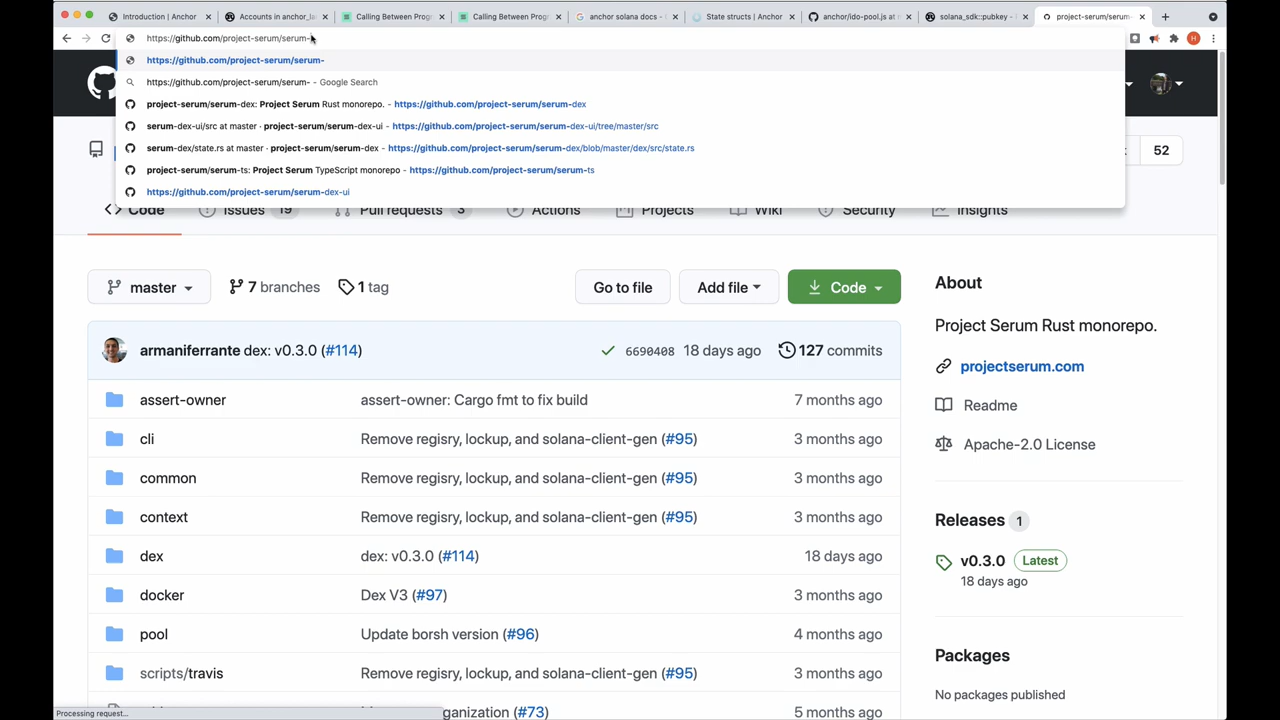 Introduction | Anchor
Accounts in anchor_la
Calling Between Progr
Calling Between Progr
anchor solana docs -
State structs | Anchor
anchor/ido-pool.js at m
solana_sdk::pubkey - R
project-serum/serum-
https://github.com/project-serum/serum-
H
https://github.com/project-serum/serum-
https://github.com/project-serum/serum- - Google Search
project-serum/serum-dex: Project Serum Rust monorepo. - https://github.com/project-serum/serum-dex
serum-dex-ui/src at master · project-serum/serum-dex-ui - https://github.com/project-serum/serum-dex-ui/tree/master/src
serum-dex/state.rs at master · project-serum/serum-dex - https://github.com/project-serum/serum-dex/blob/master/dex/src/state.rs
52
project-serum/serum-ts: Project Serum TypeScript monorepo - https://github.com/project-serum/serum-ts
https://github.com/project-serum/serum-dex-ui
Code
Issues 19
Pull requests 3
Actions
Projects
Wiki
Security
Insights
master
7 branches
1 tag
Go to file
Add file
Code
armaniferrante dex: v0.3.0 (#114)
6690408 18 days ago
127 commits
assert-owner
assert-owner: Cargo fmt to fix build
7 months ago
cli
Remove regisry, lockup, and solana-client-gen (#95)
3 months ago
common
Remove regisry, lockup, and solana-client-gen (#95)
3 months ago
context
Remove regisry, lockup, and solana-client-gen (#95)
3 months ago
dex
dex: v0.3.0 (#114)
18 days ago
docker
Dex V3 (#97)
3 months ago
pool
Update borsh version (#96)
4 months ago
scripts/travis
Remove regisry, lockup, and solana-client-gen (#95)
3 months ago
ganization (#73)
5 months ago
About
Project Serum Rust monorepo.
projectserum.com
Readme
Apache-2.0 License
Releases 1
v0.3.0 Latest
18 days ago
Packages
No packages published
Processing request...